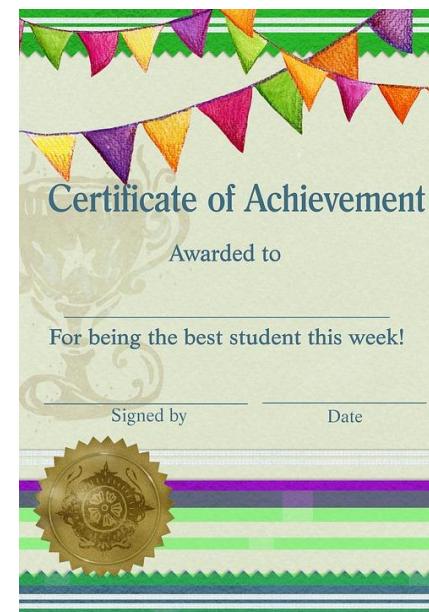 Certificate of Achievement
Awarded to
For being the best student this week!
Signed by
Date